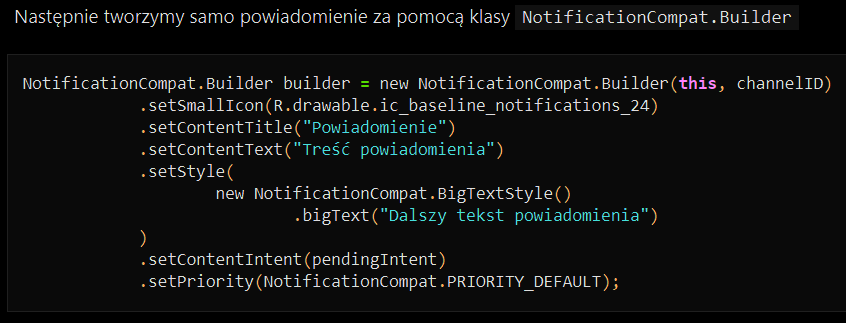 Następnie tworzymy samo powiadomienie za pomocą klasy NotificationCompat.Builder
NotificationCompat.Builder builder = new NotificationCompat.Builder(this, channelID)
.setSmallIcon(R.drawable.ic_baseline_notifications_24)
.setContentTitle("Powiadomienie")
.setContentText("Treść powiadomienia")
.setStyle(
new NotificationCompat.BigTextStyle()
.bigText("Dalszy tekst powiadomienia")
)
.setContentIntent(pendingIntent)
.setPriority(NotificationCompat.PRIORITY_DEFAULT);